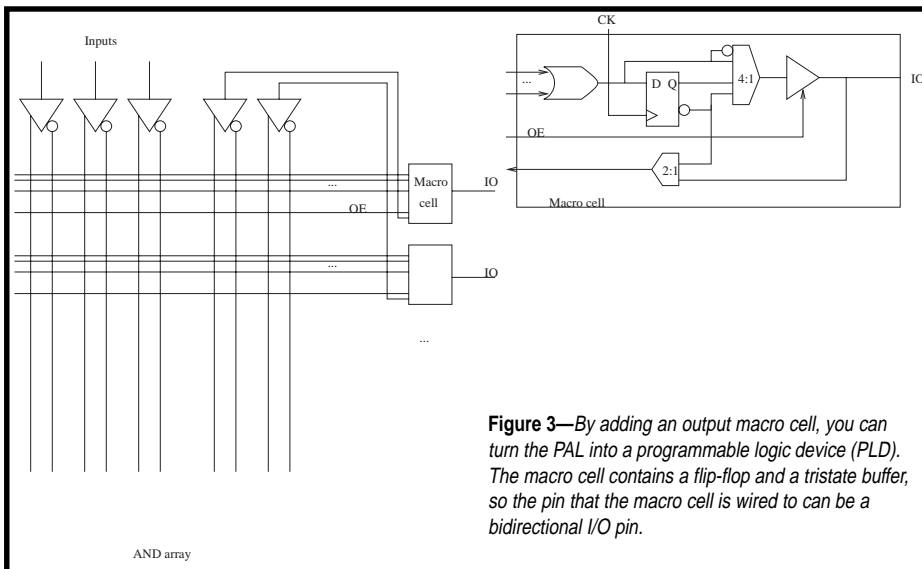 Inputs
CK
IO
...
D Q
4:1
OE
2:1
Macro cell
...
Macro
cell
IO
OE
...
IO
...
Figure 3—By adding an output macro cell, you can
turn the PAL into a programmable logic device (PLD).
The macro cell contains a flip-flop and a tristate buffer,
so the pin that the macro cell is wired to can be a
bidirectional I/O pin.
AND array